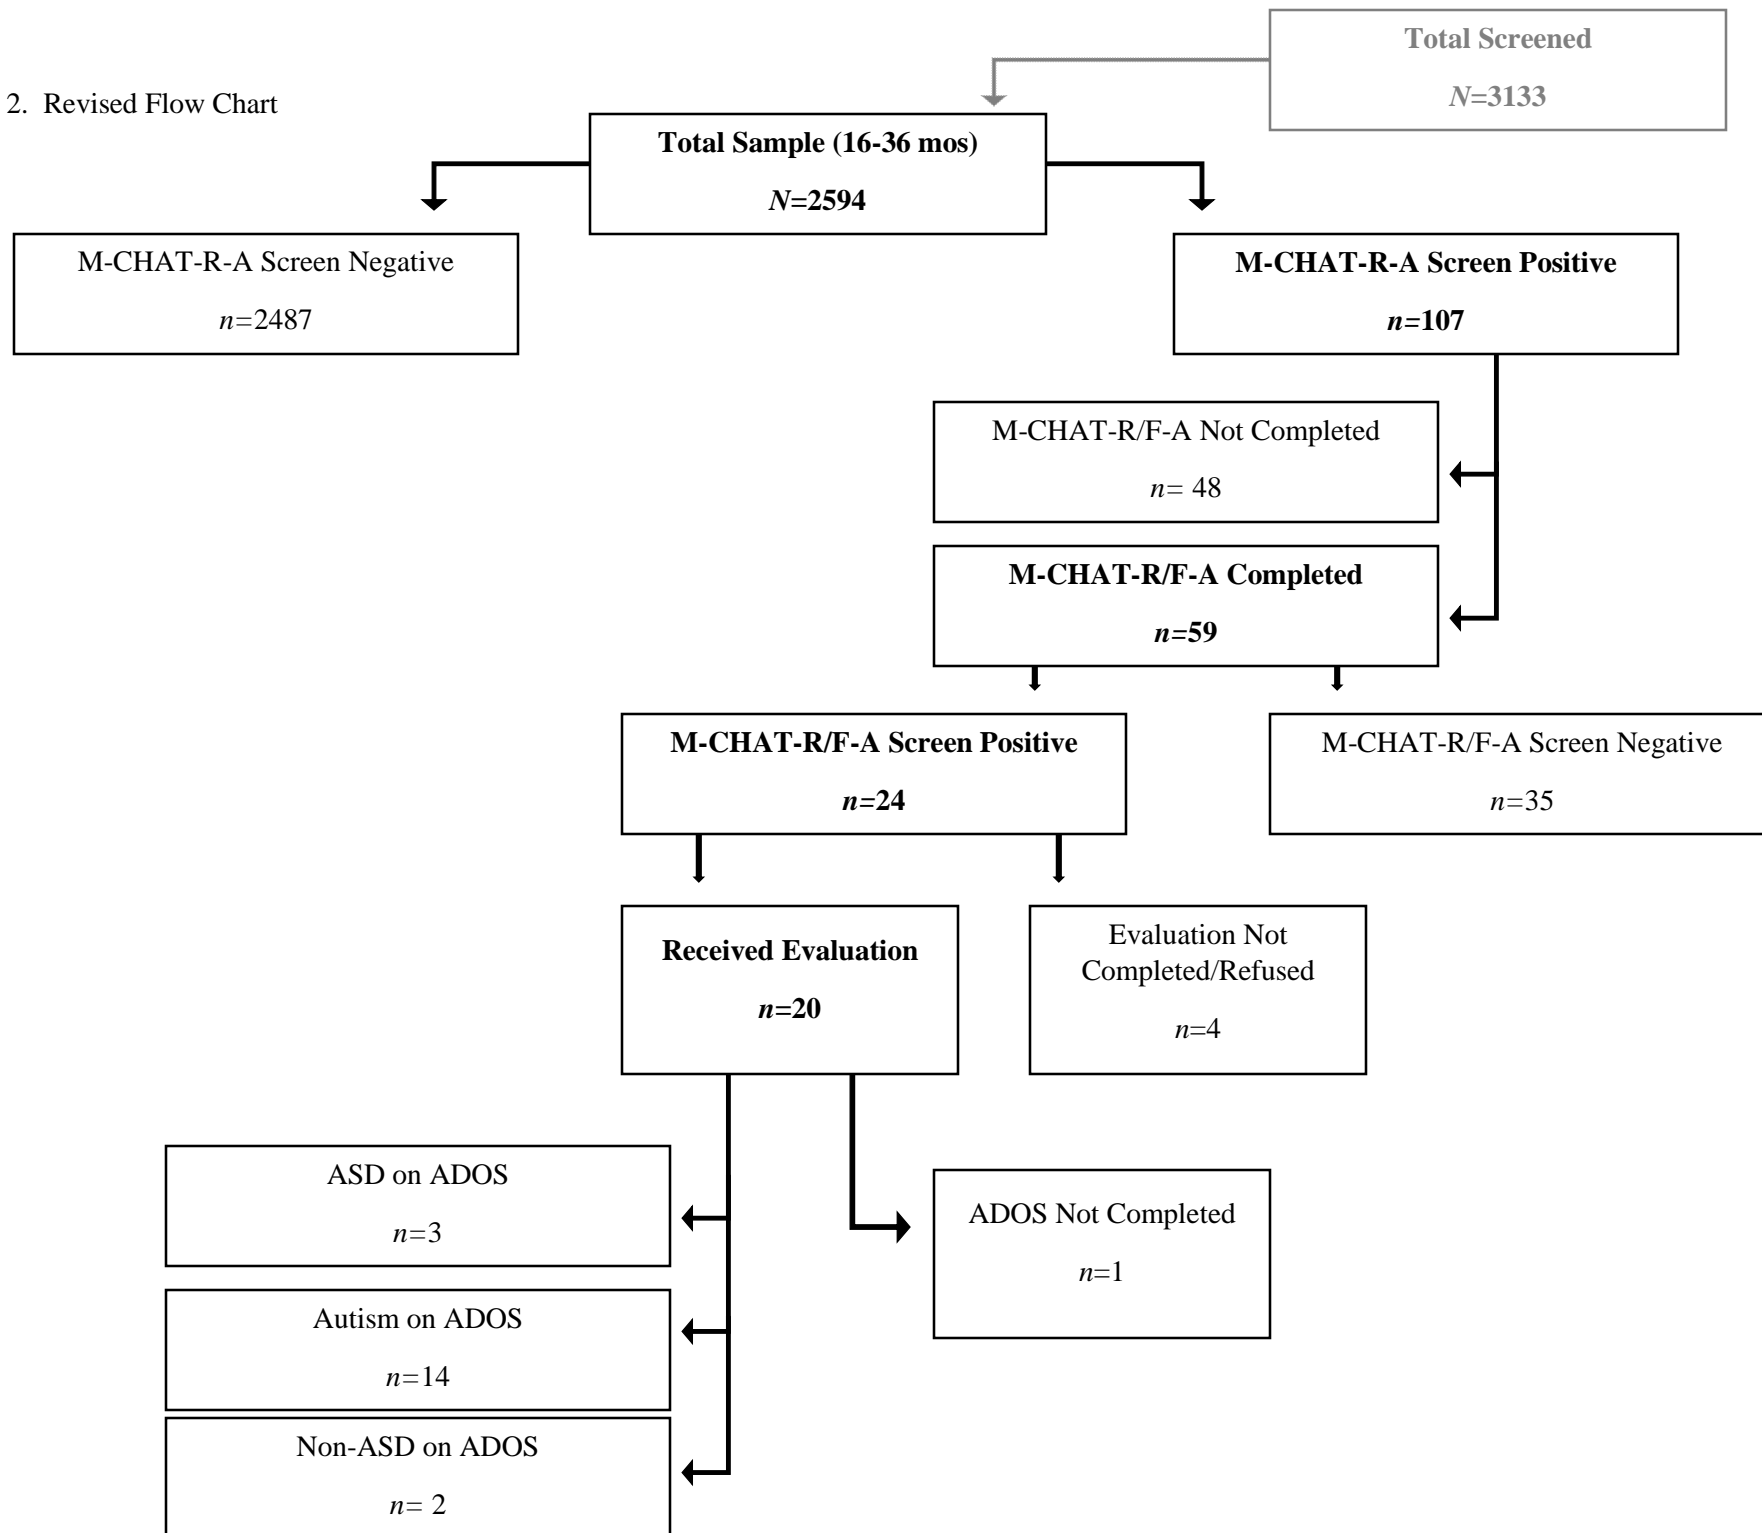 Total Screened
N=3133
2. Revised Flow Chart
Total Sample (16-36 mos)
N=2594
M-CHAT-R-A Screen Negative
n=2487
M-CHAT-R-A Screen Positive
n=107
M-CHAT-R/F-A Not Completed
n= 48
M-CHAT-R/F-A Completed
n=59
M-CHAT-R/F-A Screen Positive
n=24
M-CHAT-R/F-A Screen Negative
n=35
Received Evaluation
n=20
Evaluation Not
Completed/Refused
n=4
ASD on ADOS
n=3
ADOS Not Completed
n=1
Autism on ADOS
n=14
Non-ASD on ADOS
n= 2